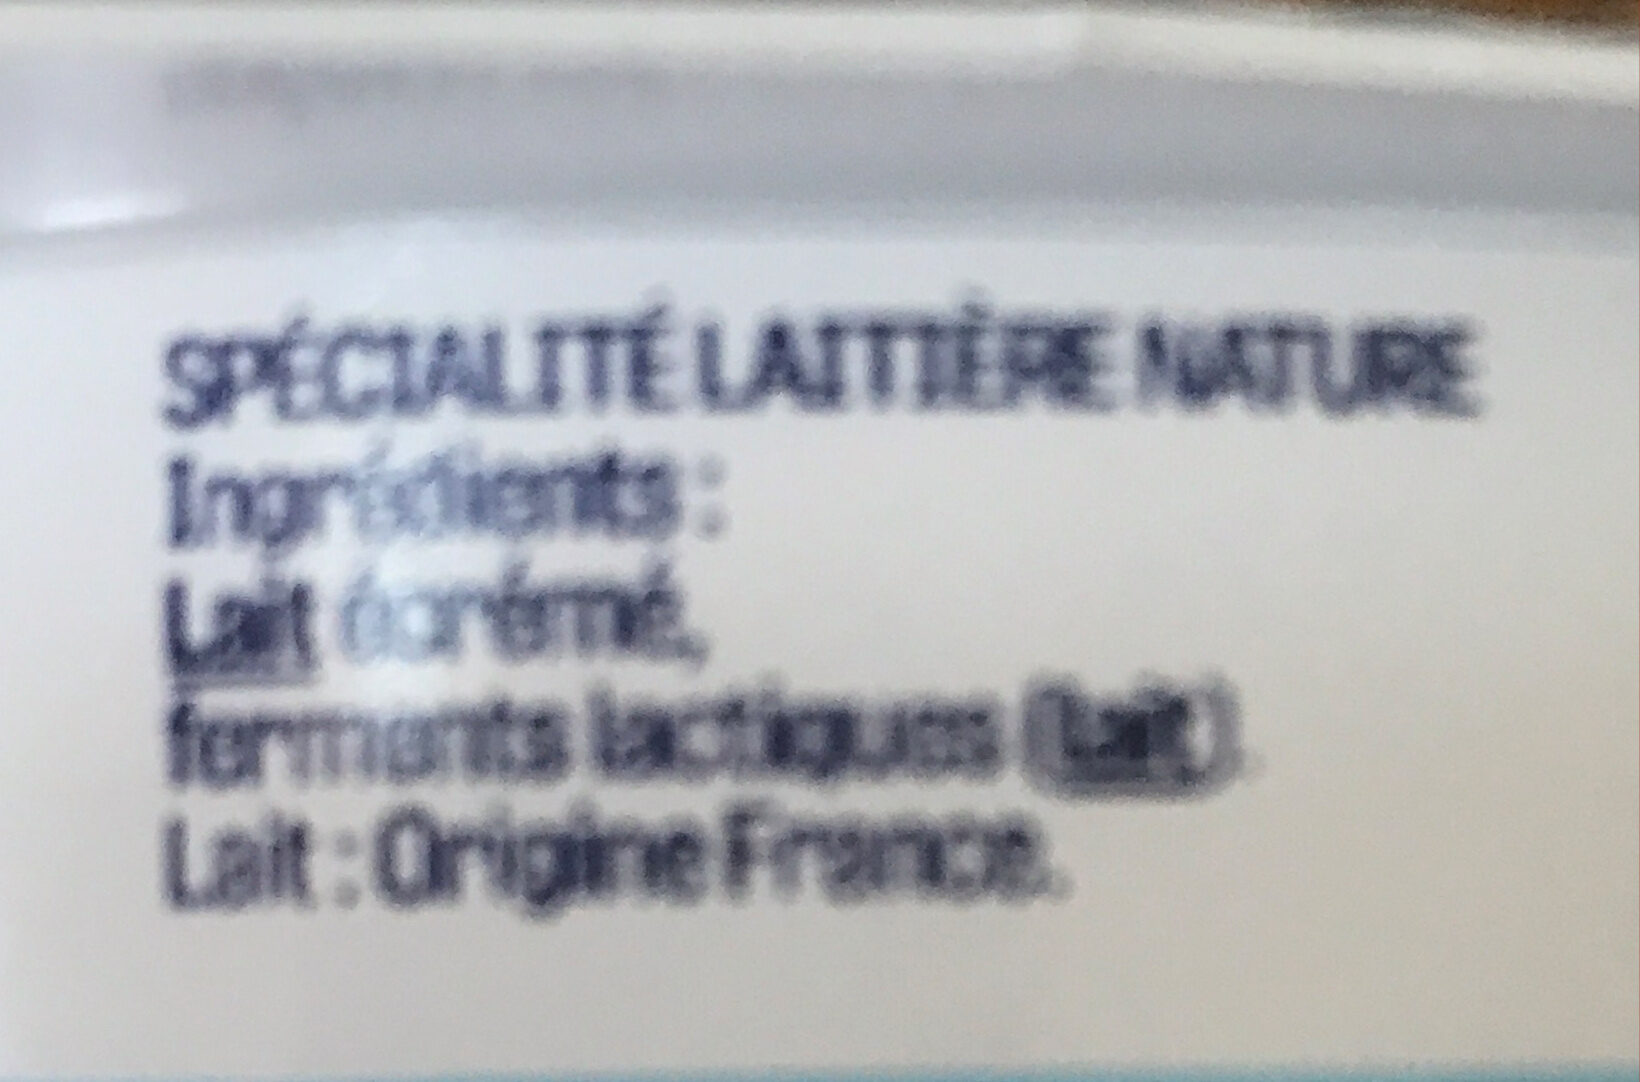 SPÉCIALITÉ LAITIÈRE NATURE
Ingrédients :
Lait écrémé,
ferments lactiques (lait).
Lait : Origine France.